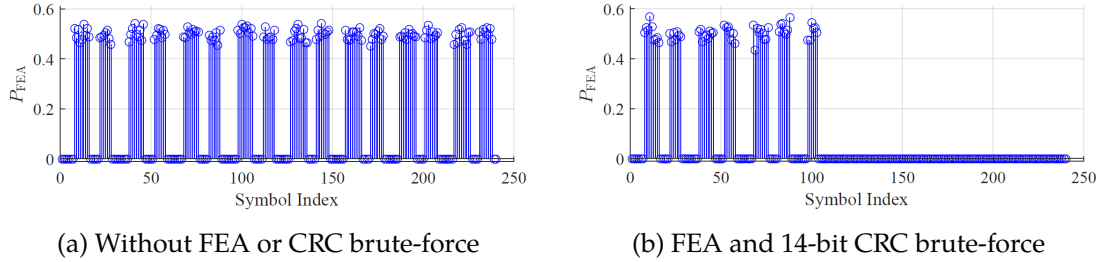 0.6
0.4
0.2
0
P_FEA
0 50 100 150 200 250
Symbol Index
(a) Without FEA or CRC brute-force
0.6
0.4
0.2
0
P_FEA
0 50 100 150 200 250
Symbol Index
(b) FEA and 14-bit CRC brute-force